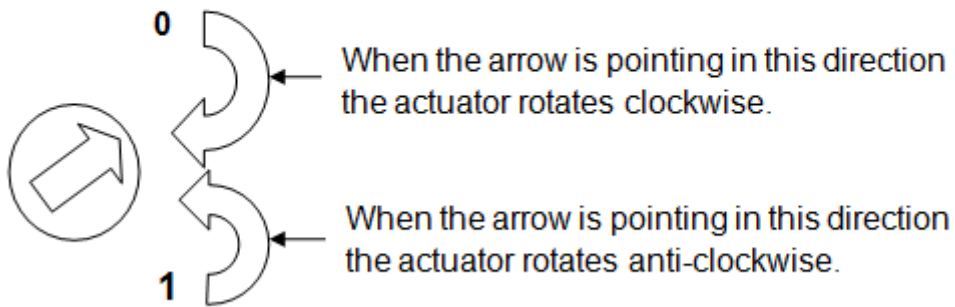 0
When the arrow is pointing in this direction
the actuator rotates clockwise.
When the arrow is pointing in this direction
the actuator rotates anti-clockwise.
1